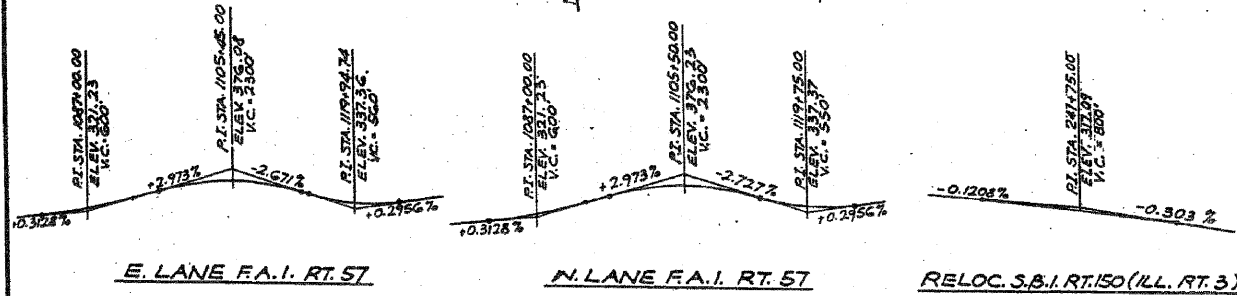 P.I. STA. 1087+00.00
ELEV. 321.23
V.C. = 600'
P.I. STA. 1105+45.00
ELEV. 376.08
V.C. = 2300'
P.I. STA. 1119+94.74
ELEV. 337.36
V.C. = 560'
+0.3128%
+2.973%
-2.671%
+0.2956%
E. LANE F.A.I. RT. 57
P.I. STA. 1087+00.00
ELEV. 321.23'
V.C. = 600'
P.I. STA. 1105+50.00
ELEV. 376.23
V.C. = 2300'
P.I. STA. 1119+75.00
ELEV. 337.37
V.C. = 550'
+0.3128%
+2.973%
-2.727%
+0.2956%
W. LANE F.A.I. RT. 57
P.I. STA. 247+75.00
ELEV. 317.09
V.C. = 800'
-0.1208%
-0.303 %
RELOC. S.B.I. RT. 150 (ILL. RT. 3)